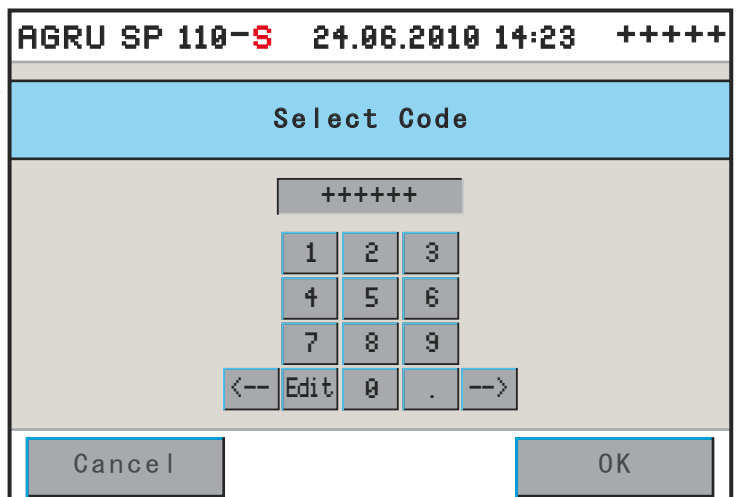 AGRU SP 110-S 24.06.2010 14:23 +++++
Select Code
++++++
1 2 3
4 5 6
7 8 9
<-- Edit 0 . -->
Cancel OK